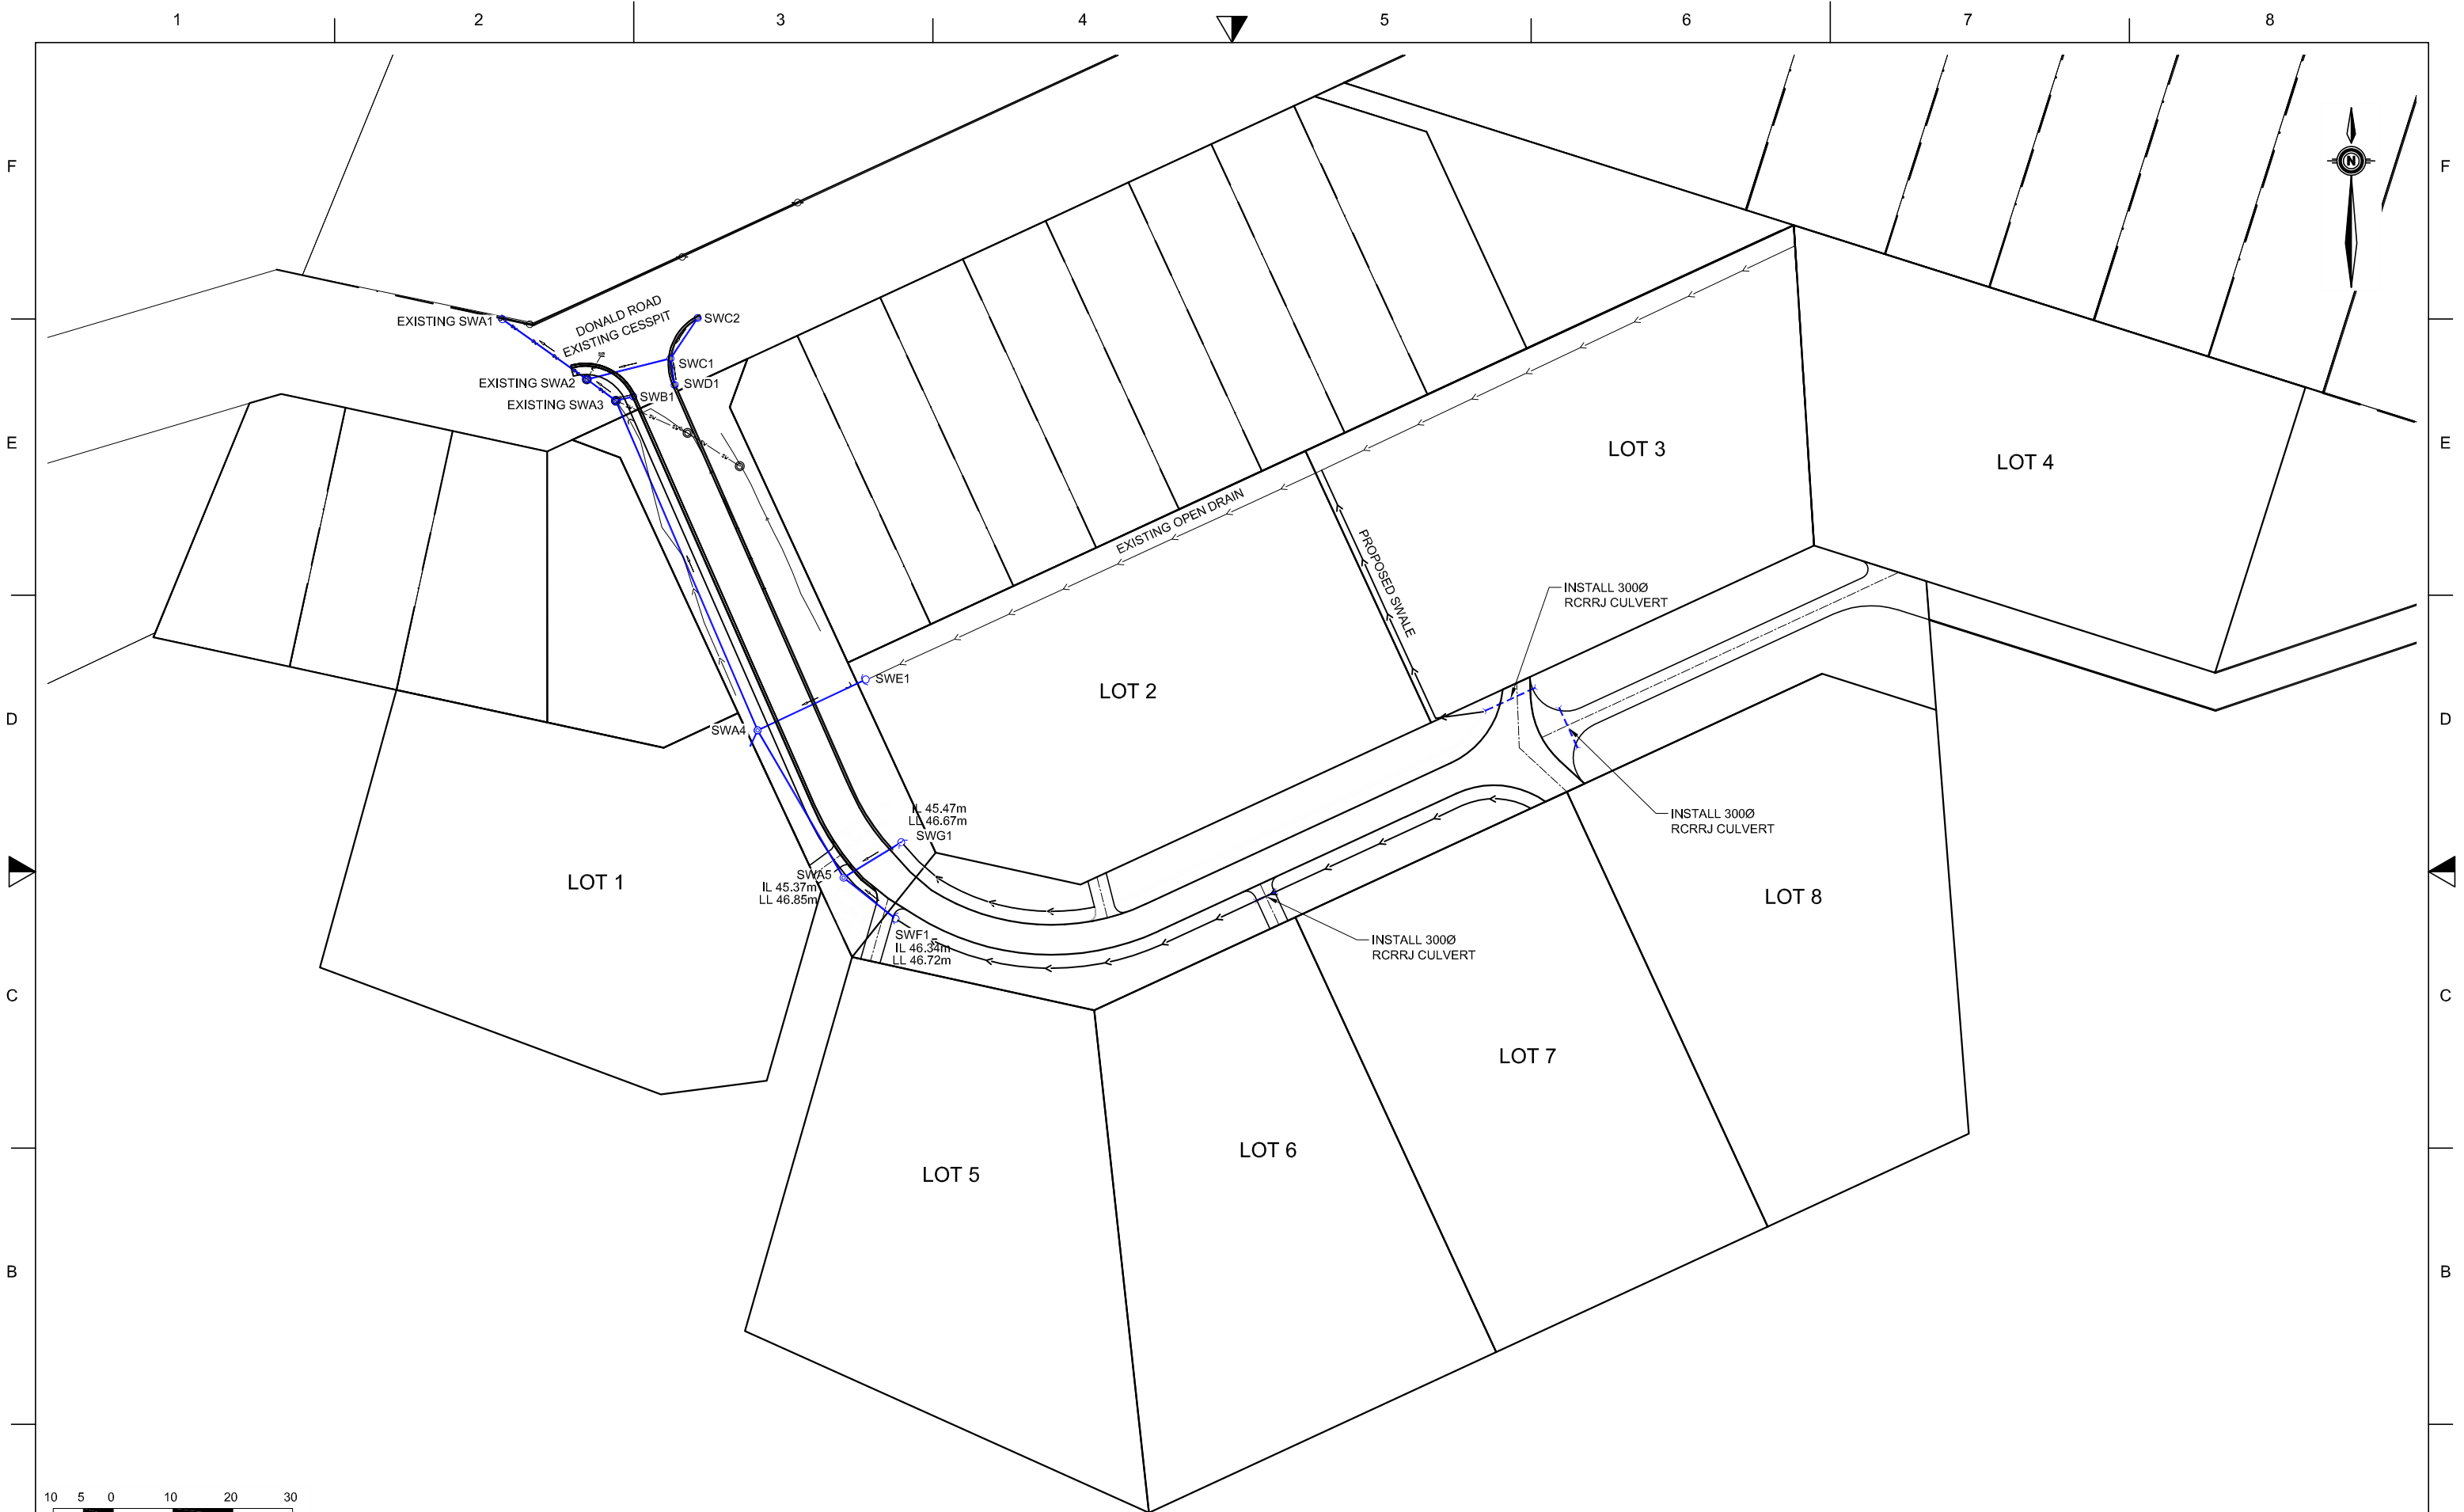 1 2 3 4 5 6 7 8
F F
N
EXISTING SWA1
DONALD ROAD
EXISTING CESSPIT
SWC2
SWC1
EXISTING SWA2
SWD1
EXISTING SWA3
SWB1
E E
LOT 3
LOT 4
EXISTING OPEN DRAIN
PROPOSED SWALE
INSTALL 300Ø
RCRRJ CULVERT
SWE1
LOT 2
D D
SWA4
IL 45.47m
LL 46.67m
SWG1
INSTALL 300Ø
RCRRJ CULVERT
LOT 1
SWA5
IL 45.37m
LL 46.85m
LOT 8
SWF1
IL 46.34m
LL 46.72m
INSTALL 300Ø
RCRRJ CULVERT
C C
LOT 7
LOT 6
LOT 5
B B
10 5 0 10 20 30